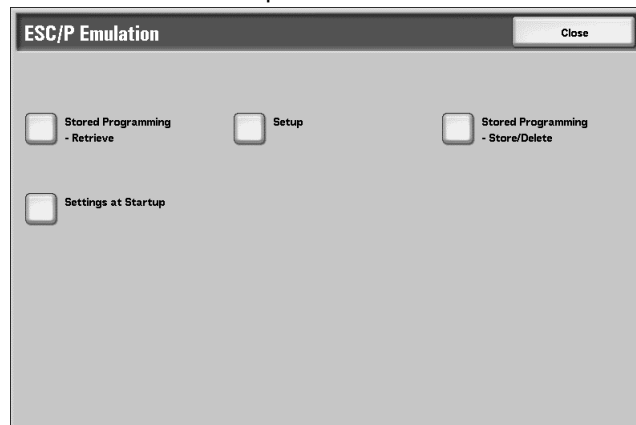 ESC/P Emulation
Close
Stored Programming
- Retrieve
Setup
Stored Programming
- Store/Delete
Settings at Startup